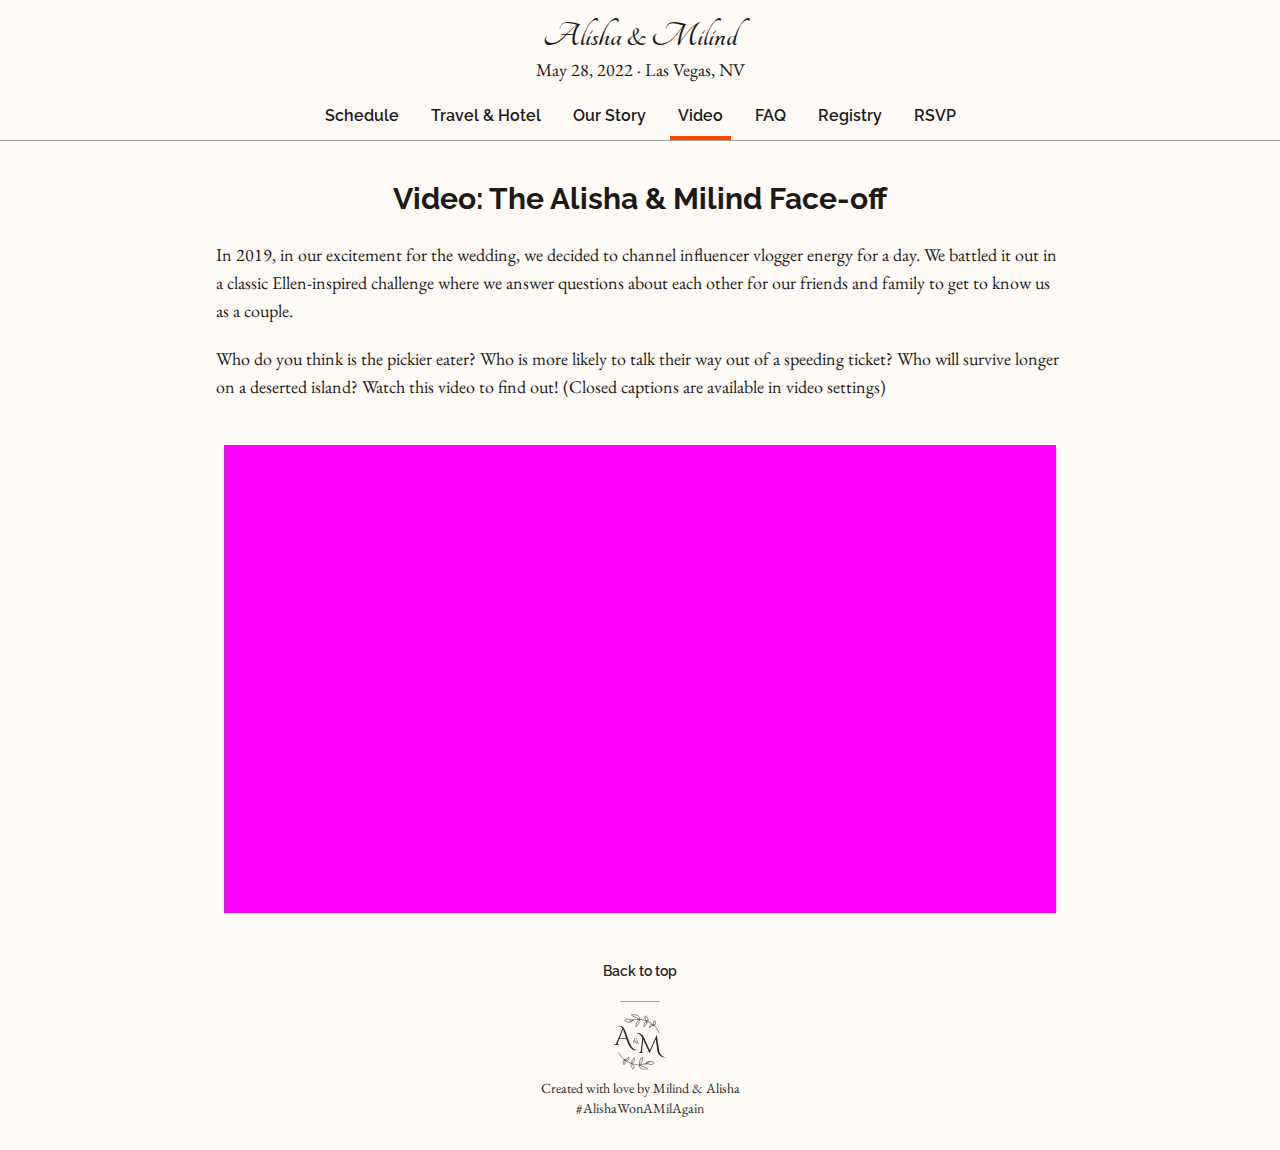 Alisha & Milind
May 28, 2022 · Las Vegas, NV
Schedule Travel & Hotel Our Story Video FAQ Registry RSVP
Video: The Alisha & Milind Face-off
In 2019, in our excitement for the wedding, we decided to channel influencer vlogger energy for a day. We battled it out in
a classic Ellen-inspired challenge where we answer questions about each other for our friends and family to get to know us
as a couple.
Who do you think is the pickier eater? Who is more likely to talk their way out of a speeding ticket? Who will survive longer
on a deserted island? Watch this video to find out! (Closed captions are available in video settings)
Back to top
A & M
Created with love by Milind & Alisha
#AlishaWonAMilAgain